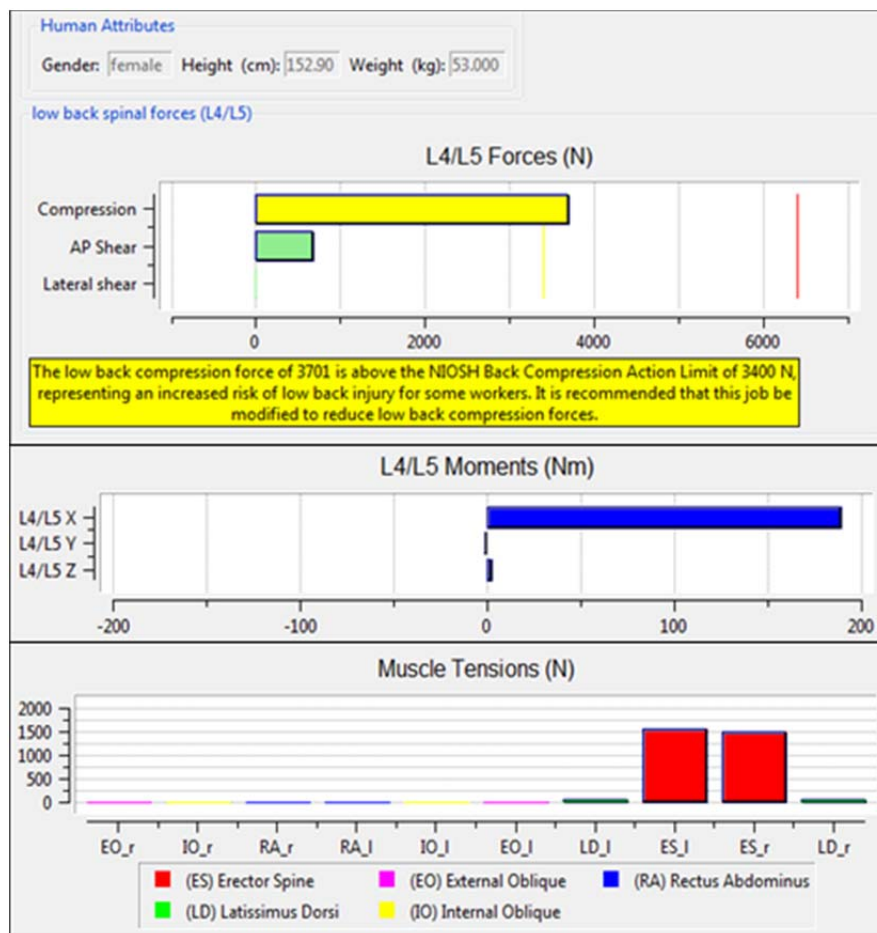 Human Attributes
Gender: female Height (cm): 152.90 Weight (kg): 53.000
low back spinal forces (L4/L5)
L4/L5 Forces (N)
Compression
AP Shear
Lateral shear
0 2000 4000 6000
The low back compression force of 3701 is above the NIOSH Back Compression Action Limit of 3400 N,
representing an increased risk of low back injury for some workers. It is recommended that this job be
modified to reduce low back compression forces.
L4/L5 Moments (Nm)
L4/L5 X
L4/L5 Y
L4/L5 Z
-200 -100 0 100 200
Muscle Tensions (N)
2000
1500
1000
500
0
EO_r IO_r RA_r RA_l IO_l EO_l LD_l ES_l ES_r LD_r
(ES) Erector Spine (EO) External Oblique (RA) Rectus Abdominus
(LD) Latissimus Dorsi (IO) Internal Oblique